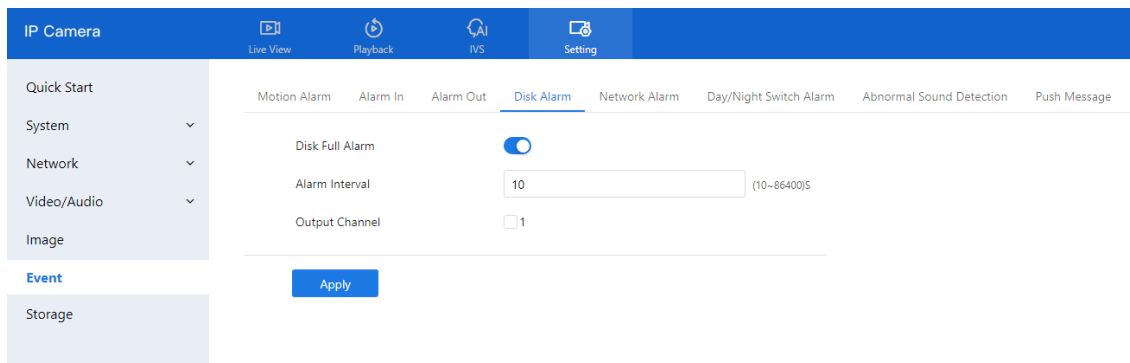 IP Camera
Live View
Playback
AI
IVS
Setting
Quick Start
System
Network
Video/Audio
Image
Event
Storage
Motion Alarm Alarm In Alarm Out Disk Alarm Network Alarm Day/Night Switch Alarm Abnormal Sound Detection Push Message
Disk Full Alarm
Alarm Interval 10 (10~86400)S
Output Channel 1
Apply